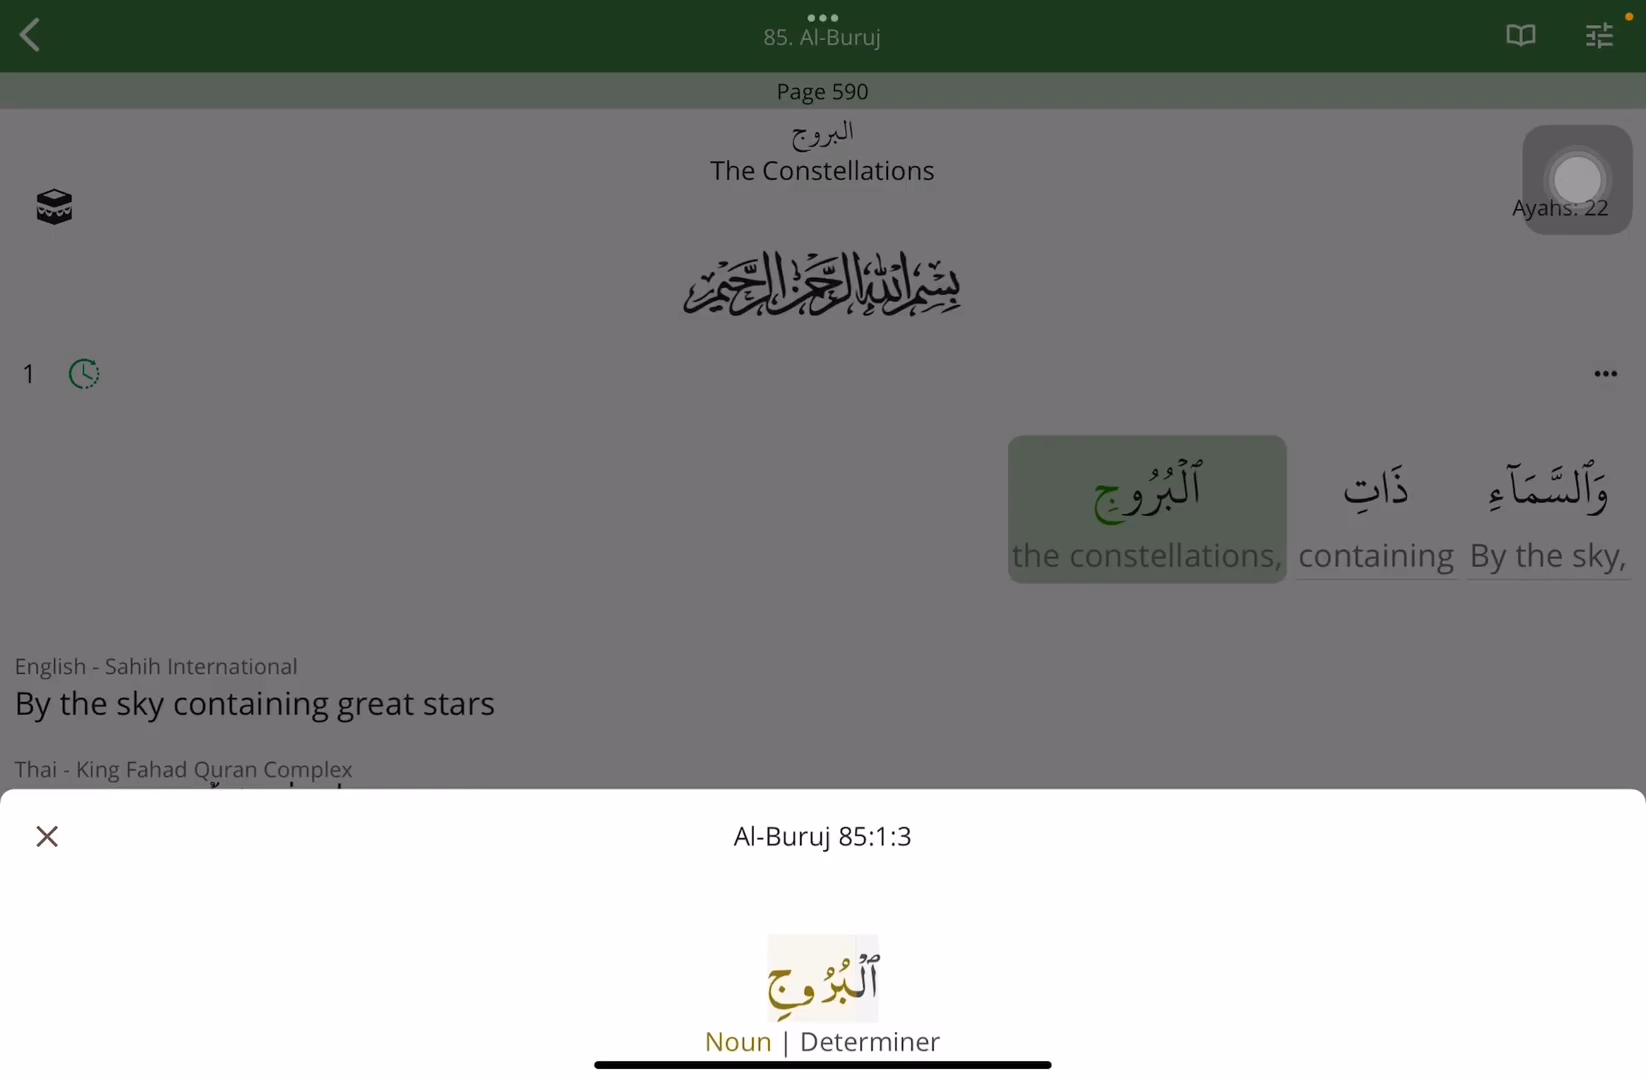 85. Al-Buruj
Page 590
البروج
The Constellations
Ayahs: 22
بِسْمِ ٱللَّهِ ٱلرَّحْمَٰنِ ٱلرَّحِيمِ
1
وَٱلسَّمَآءِ ذَاتِ ٱلْبُرُوجِ
By the sky, containing the constellations,
English - Sahih International
By the sky containing great stars
Thai - King Fahad Quran Complex
Al-Buruj 85:1:3
ٱلْبُرُوجِ
Noun | Determiner